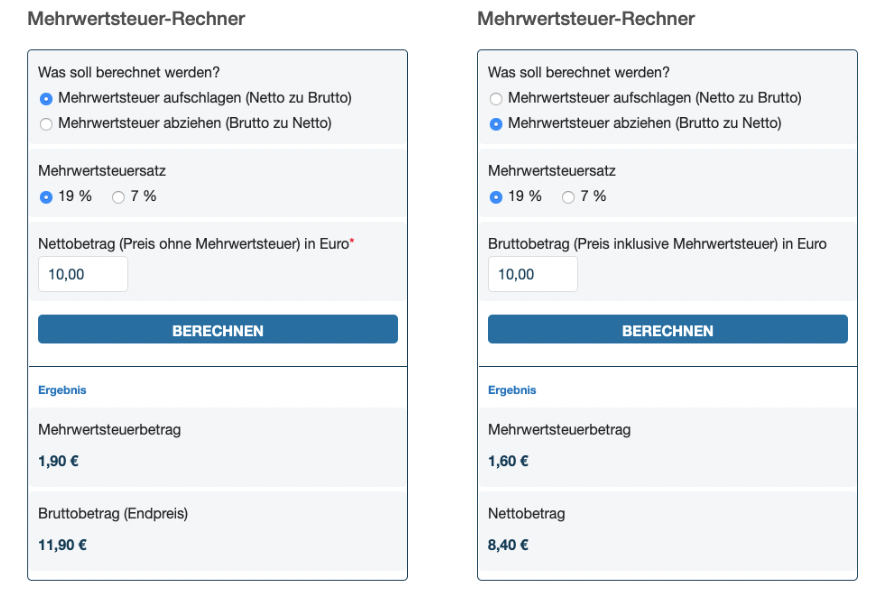 Mehrwertsteuer-Rechner
Was soll berechnet werden?
Mehrwertsteuer aufschlagen (Netto zu Brutto)
Mehrwertsteuer abziehen (Brutto zu Netto)
Mehrwertsteuersatz
19 % 7 %
Nettobetrag (Preis ohne Mehrwertsteuer) in Euro*
10,00
BERECHNEN
Ergebnis
Mehrwertsteuerbetrag
1,90 €
Bruttobetrag (Endpreis)
11,90 €
Mehrwertsteuer-Rechner
Was soll berechnet werden?
Mehrwertsteuer aufschlagen (Netto zu Brutto)
Mehrwertsteuer abziehen (Brutto zu Netto)
Mehrwertsteuersatz
19 % 7 %
Bruttobetrag (Preis inklusive Mehrwertsteuer) in Euro
10,00
BERECHNEN
Ergebnis
Mehrwertsteuerbetrag
1,60 €
Nettobetrag
8,40 €